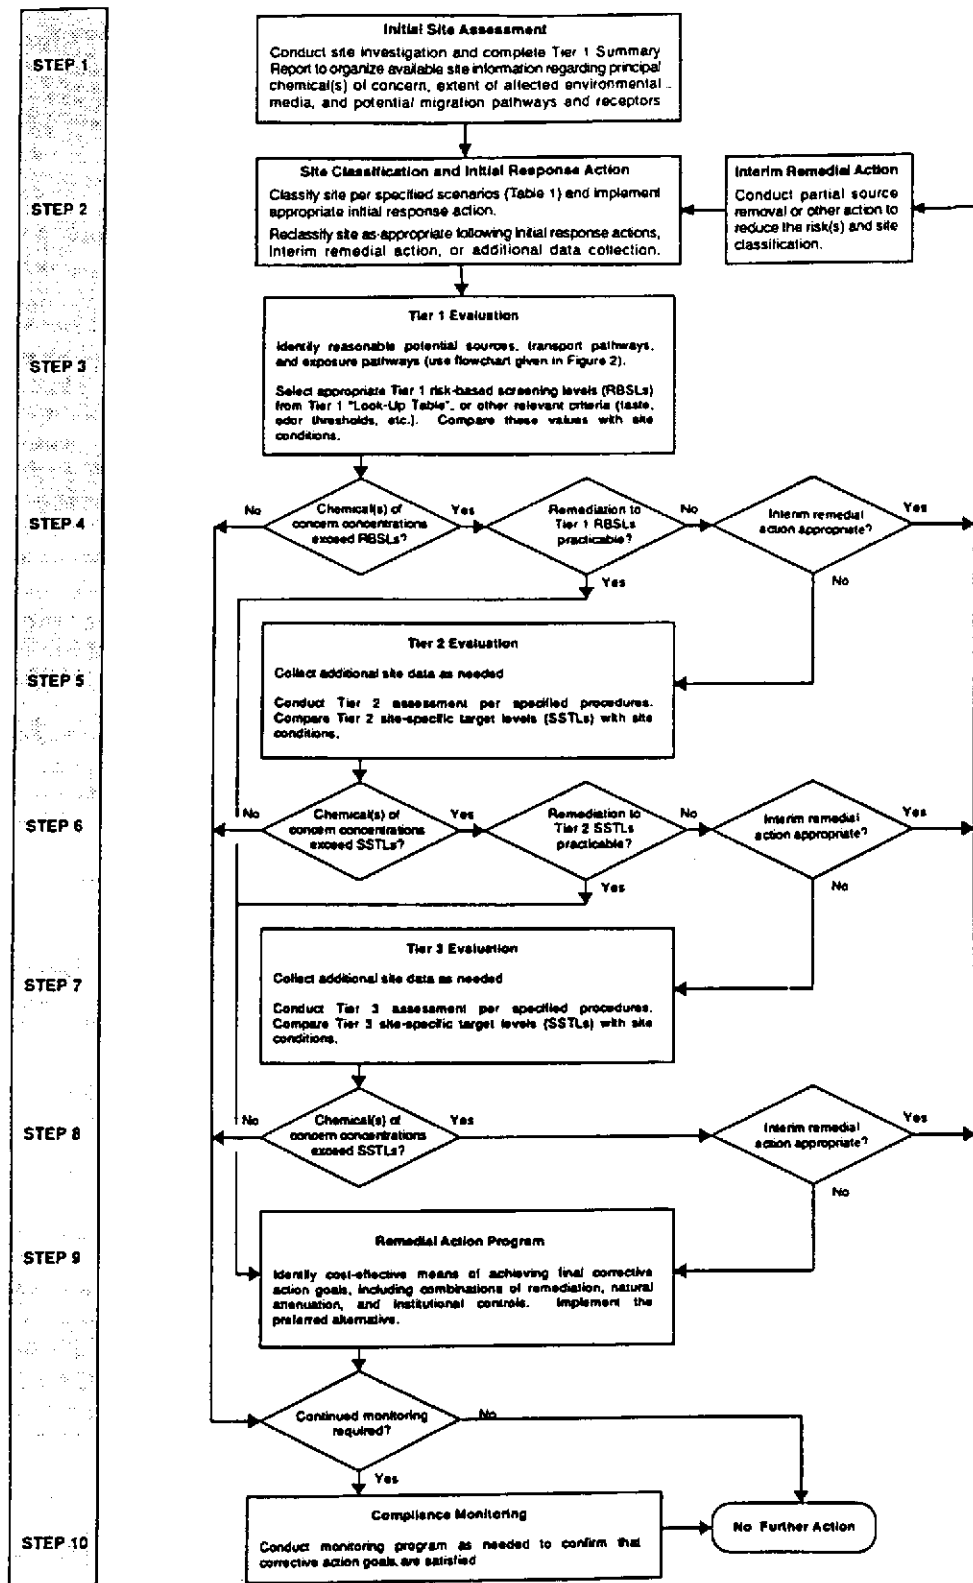 STEP 1
Initial Site Assessment
Conduct site investigation and complete Tier 1 Summary
Report to organize available site information regarding principal
chemical(s) of concern, extent of affected environmental
media, and potential migration pathways and receptors
STEP 2
Site Classification and Initial Response Action
Classify site per specified scenarios (Table 1) and implement
appropriate initial response action.
Reclassify site as appropriate following initial response actions,
interim remedial action, or additional data collection.
Interim Remedial Action
Conduct partial source
removal or other action to
reduce the risk(s) and site
classification.
STEP 3
Tier 1 Evaluation
Identify reasonable potential sources, transport pathways,
and exposure pathways (use flowchart given in Figure 2).
Select appropriate Tier 1 risk-based screening levels (RBSLs)
from Tier 1 "Look-Up Table", or other relevant criteria (taste,
odor thresholds, etc.). Compare these values with site
conditions.
STEP 4
No
Chemical(s) of
concern concentrations
exceed RBSLs?
Yes
Remediation to
Tier 1 RBSLs
practicable?
No
Interim remedial
action appropriate?
Yes
Yes
No
STEP 5
Tier 2 Evaluation
Collect additional site data as needed
Conduct Tier 2 assessment per specified procedures.
Compare Tier 2 site-specific target levels (SSTLs) with site
conditions.
STEP 6
No
Chemical(s) of
concern concentrations
exceed SSTLs?
Yes
Remediation to
Tier 2 SSTLs
practicable?
No
Interim remedial
action appropriate?
Yes
Yes
No
STEP 7
Tier 3 Evaluation
Collect additional site data as needed
Conduct Tier 3 assessment per specified procedures.
Compare Tier 3 site-specific target levels (SSTLs) with site
conditions.
STEP 8
No
Chemical(s) of
concern concentrations
exceed SSTLs?
Yes
Interim remedial
action appropriate?
Yes
No
STEP 9
Remedial Action Program
Identify cost-effective means of achieving final corrective
action goals, including combinations of remediation, natural
attenuation, and institutional controls. Implement the
preferred alternative.
Continued monitoring
required?
No
Yes
STEP 10
Compliance Monitoring
Conduct monitoring program as needed to confirm that
corrective action goals are satisfied
No Further Action